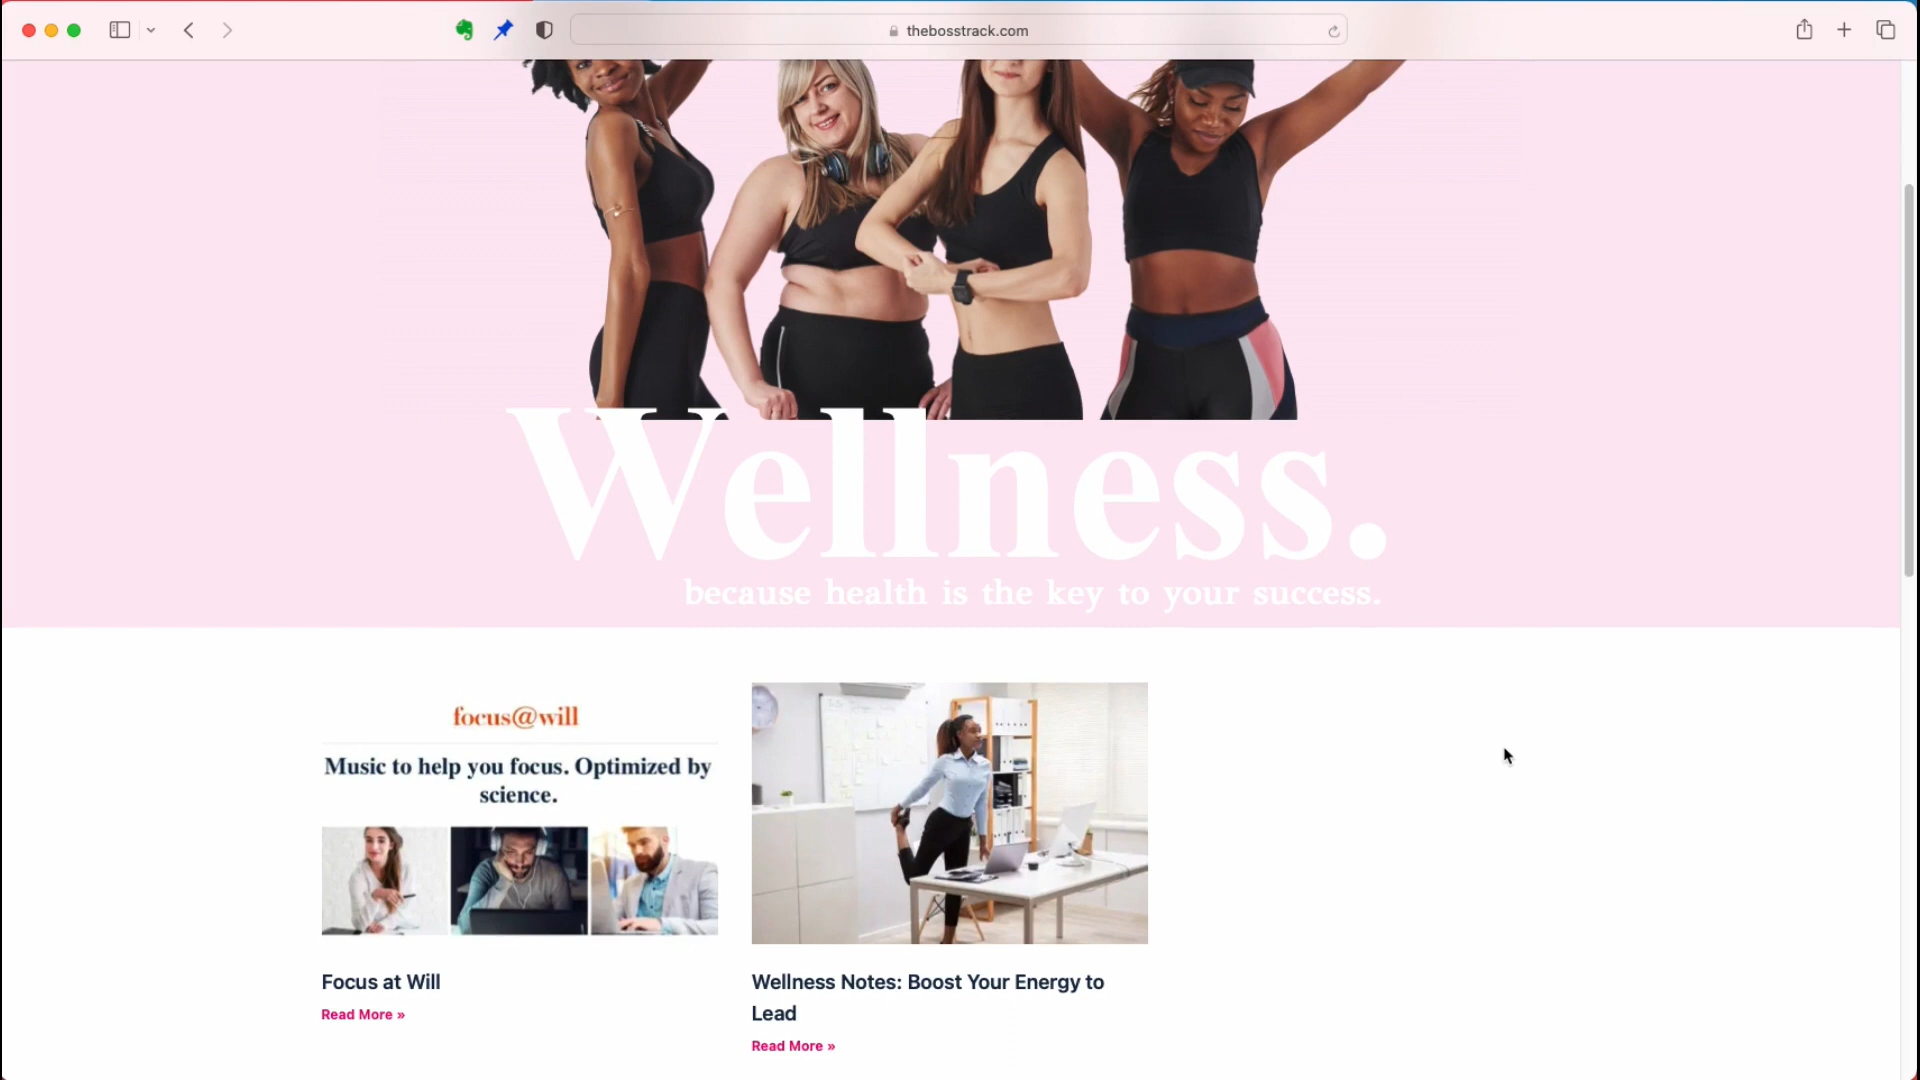 thebosstrack.com
Wellness.
because health is the key to your success.
focus@will
Music to help you focus. Optimized by
science.
Focus at Will
Read More »
Wellness Notes: Boost Your Energy to
Lead
Read More »